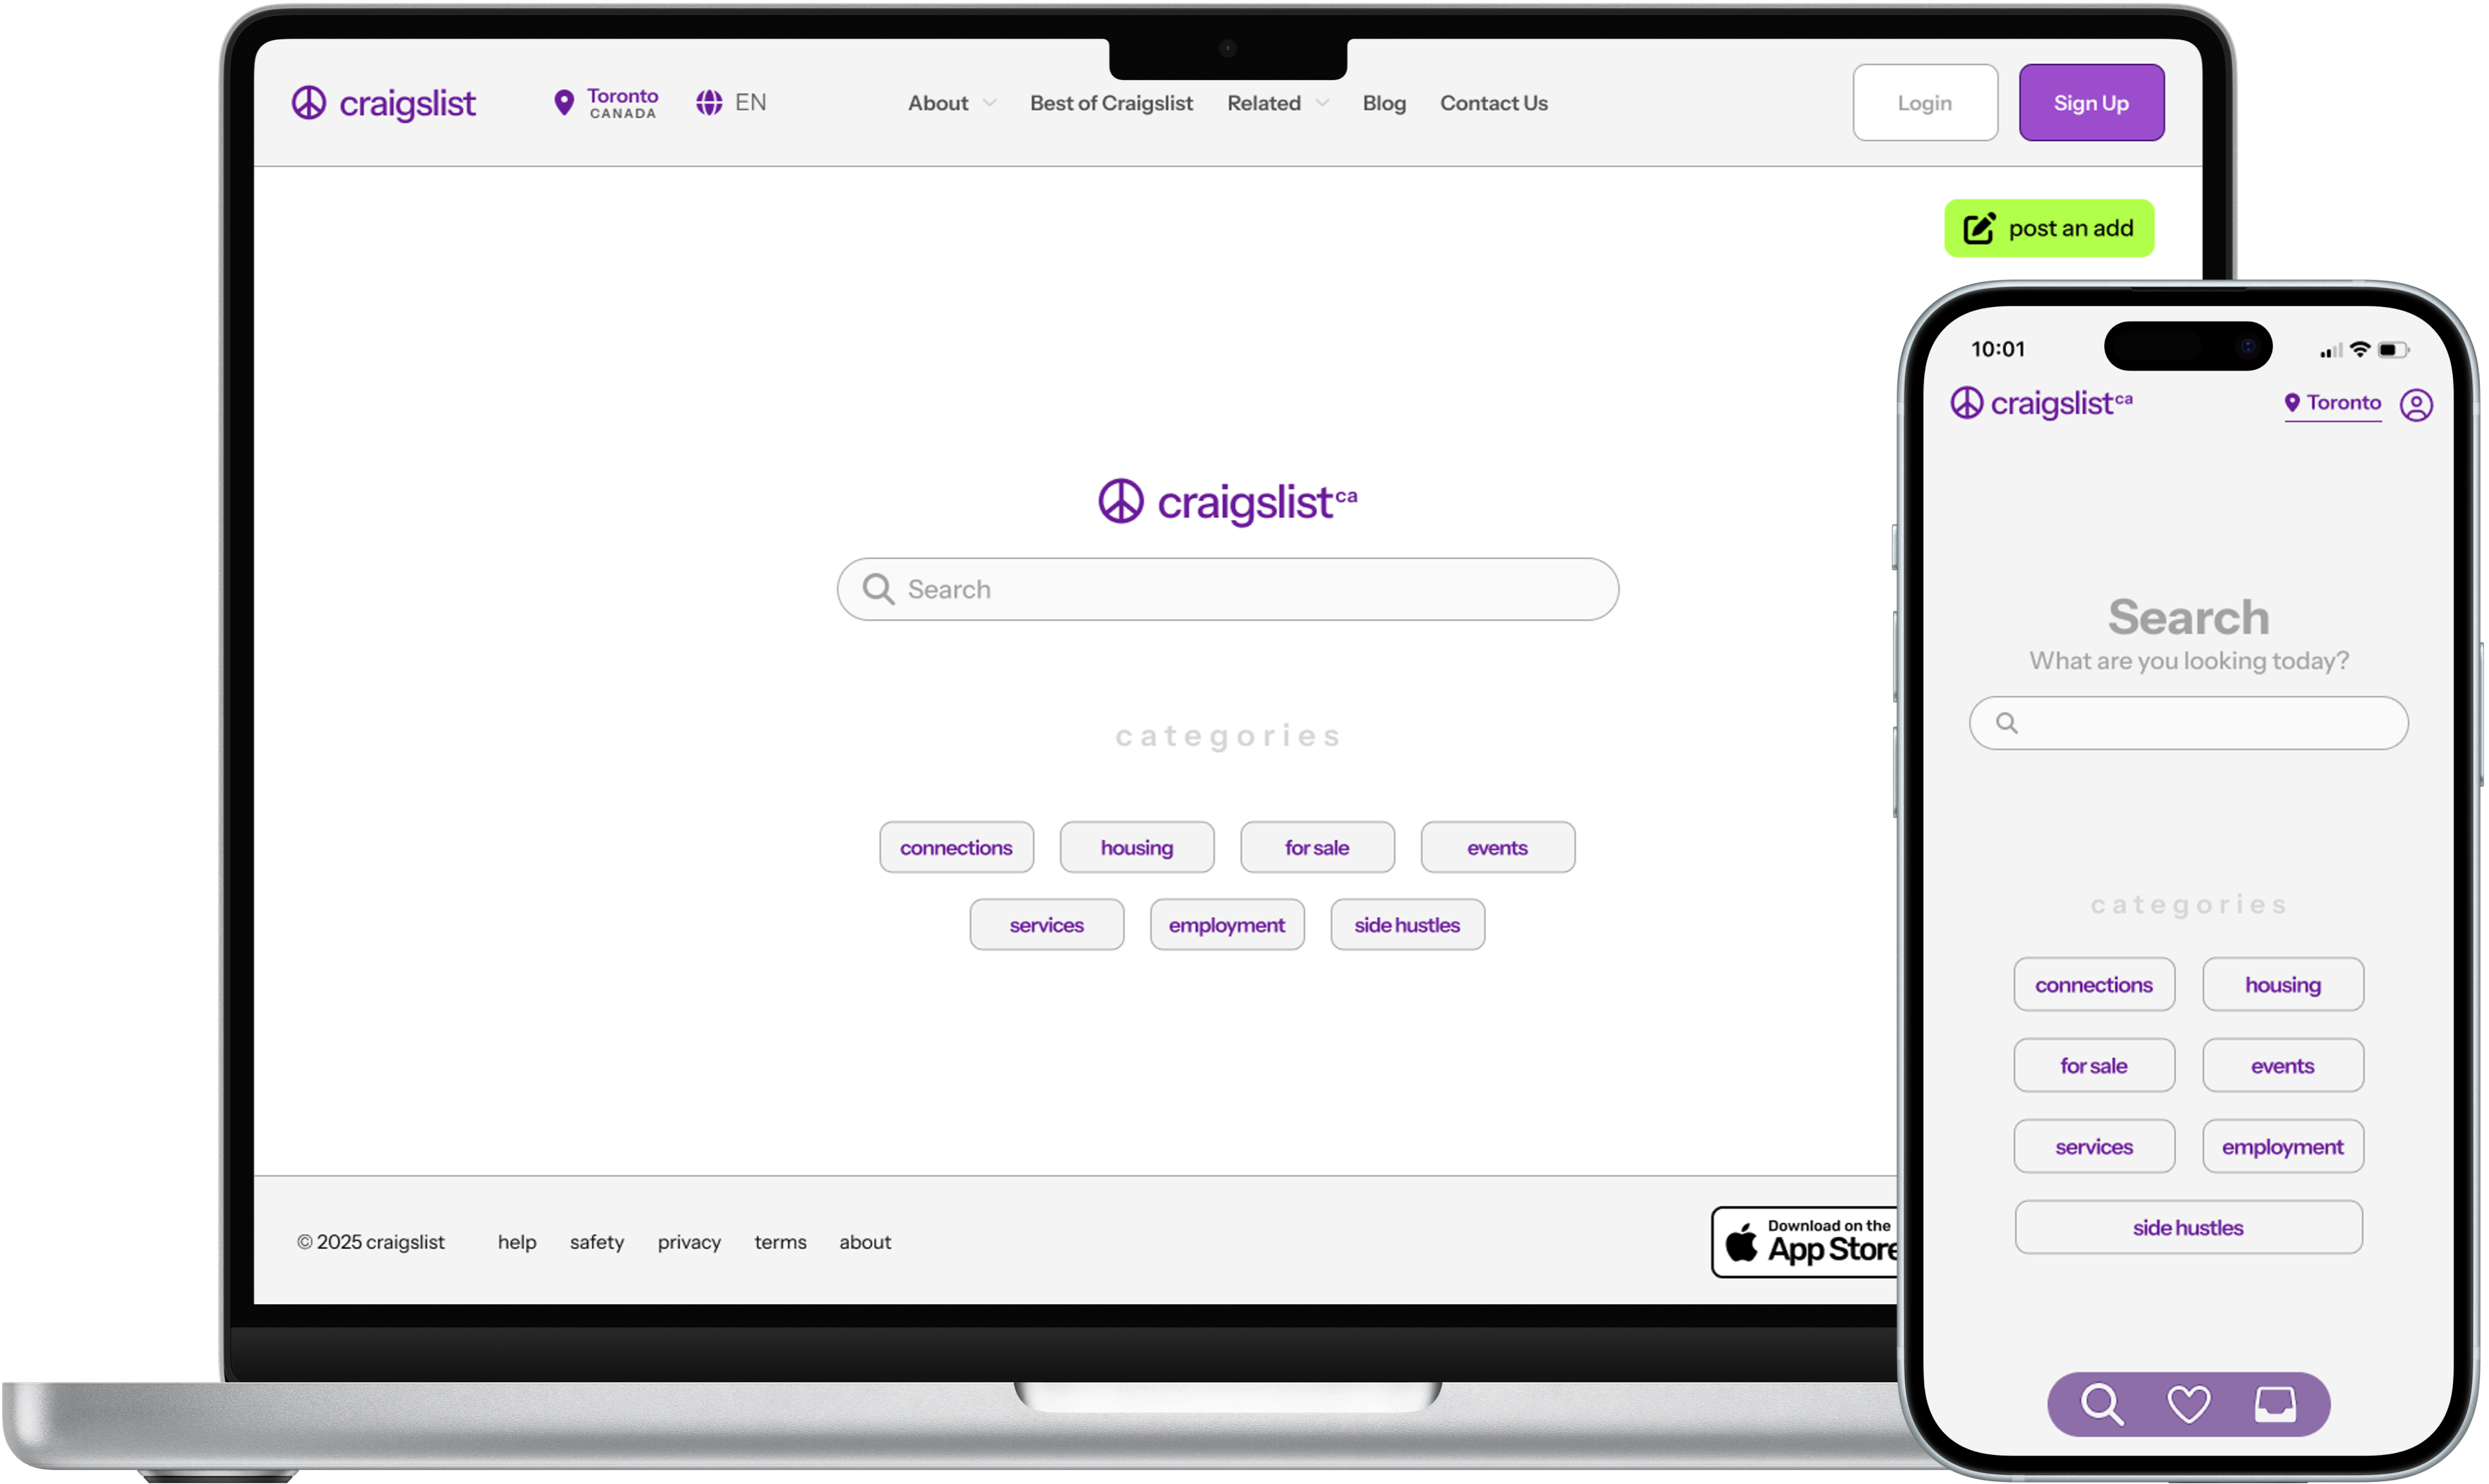 craigslist
Toronto
CANADA
EN
About
Best of Craigslist
Related
Blog
Contact Us
Login
Sign Up
post an add
craigslist ca
Search
categories
connections
housing
for sale
events
services
employment
side hustles
© 2025 craigslist
help
safety
privacy
terms
about
Download on the
App Store
10:01
craigslist ca
Toronto
Search
What are you looking today?
categories
connections
housing
for sale
events
services
employment
side hustles